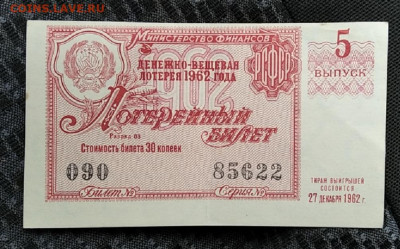 COINS.LAVE.RU
Министерство Финансов
РСФСР
5
ВЫПУСК
ДЕНЕЖНО-ВЕЩЕВАЯ
ЛОТЕРЕЯ 1962 ГОДА
1962
Лотерейный
БИЛЕТ
Разряд 03
Стоимость билета 30 копеек
090 85622
Билет № Серия №
ТИРАЖ ВЫИГРЫШЕЙ
СОСТОИТСЯ
27 ДЕКАБРЯ 1962 г.